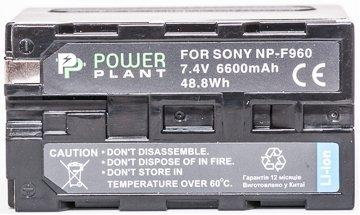 POWER
PLANT
FOR SONY NP-F960
7.4V 6600mAh
48.8Wh
CE
CAUTION:
-DON'T DISASSEMBLE.
-DON'T DISPOSE OF FIRE.
-DON'T STORE IN
TEMPERATURE OVER 60°C.
Гарантія 12 місяців
Виготовлено у Китаї
Li-ion